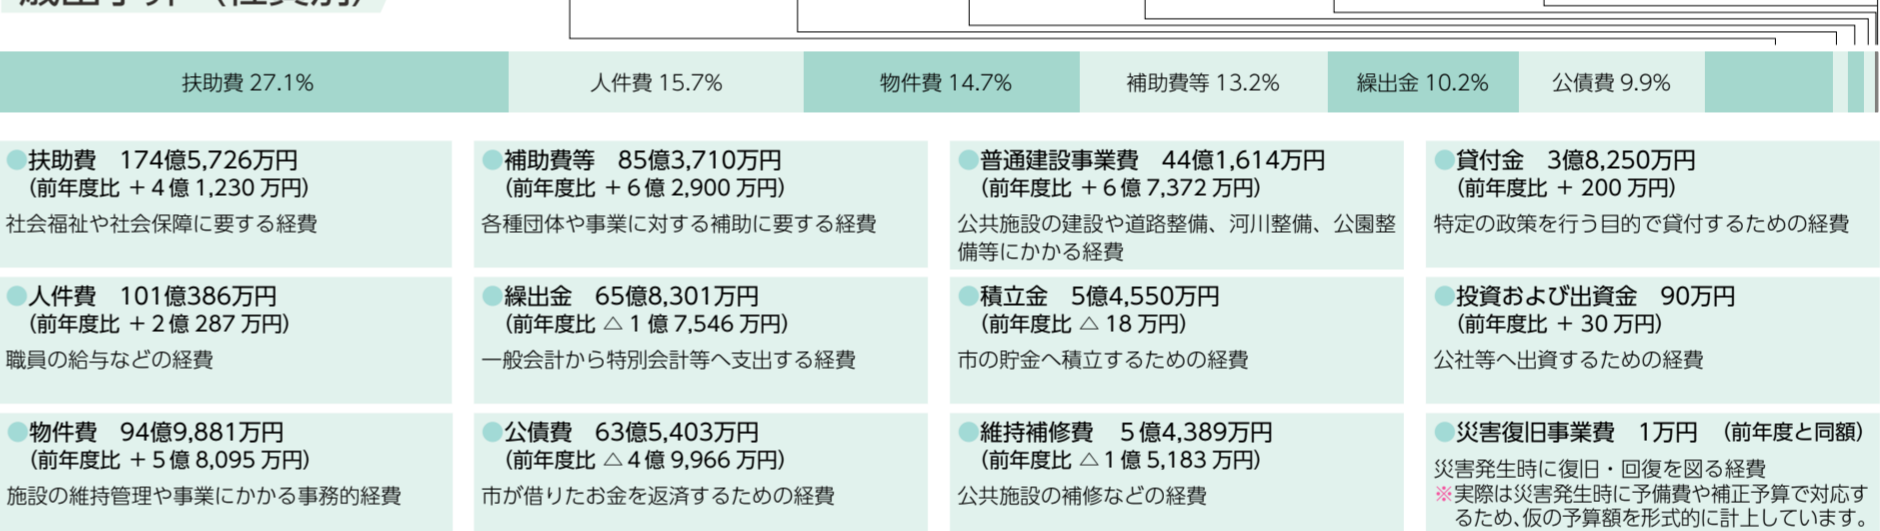 扶助費 27.1%
人件費 15.7%
物件費 14.7%
補助費等 13.2%
繰出金 10.2%
公債費 9.9%
●扶助費　174億5,726万円
（前年度比 ＋４億 1,230 万円）
社会福祉や社会保障に要する経費
●人件費　101億386万円
（前年度比 ＋２億 287 万円）
職員の給与などの経費
●物件費　94億9,881万円
（前年度比 ＋５億 8,095 万円）
施設の維持管理や事業にかかる事務的経費
●補助費等　85億3,710万円
（前年度比 ＋６億 2,900 万円）
各種団体や事業に対する補助に要する経費
●繰出金　65億8,301万円
（前年度比 △１億 7,546 万円）
一般会計から特別会計等へ支出する経費
●公債費　63億5,403万円
（前年度比 △４億 9,966 万円）
市が借りたお金を返済するための経費
●普通建設事業費　44億1,614万円
（前年度比 ＋６億 7,372 万円）
公共施設の建設や道路整備、河川整備、公園整
備等にかかる経費
●積立金　5億4,550万円
（前年度比 △ 18 万円）
市の貯金へ積立するための経費
●維持補修費　５億4,389万円
（前年度比 △１億 5,183 万円）
公共施設の補修などの経費
●貸付金　3億8,250万円
（前年度比 ＋ 200 万円）
特定の政策を行う目的で貸付するための経費
●投資および出資金　90万円
（前年度比 ＋ 30 万円）
公社等へ出資するための経費
●災害復旧事業費　1万円　（前年度と同額）
災害発生時に復旧・回復を図る経費
※実際は災害発生時に予備費や補正予算で対応す
るため、仮の予算額を形式的に計上しています。